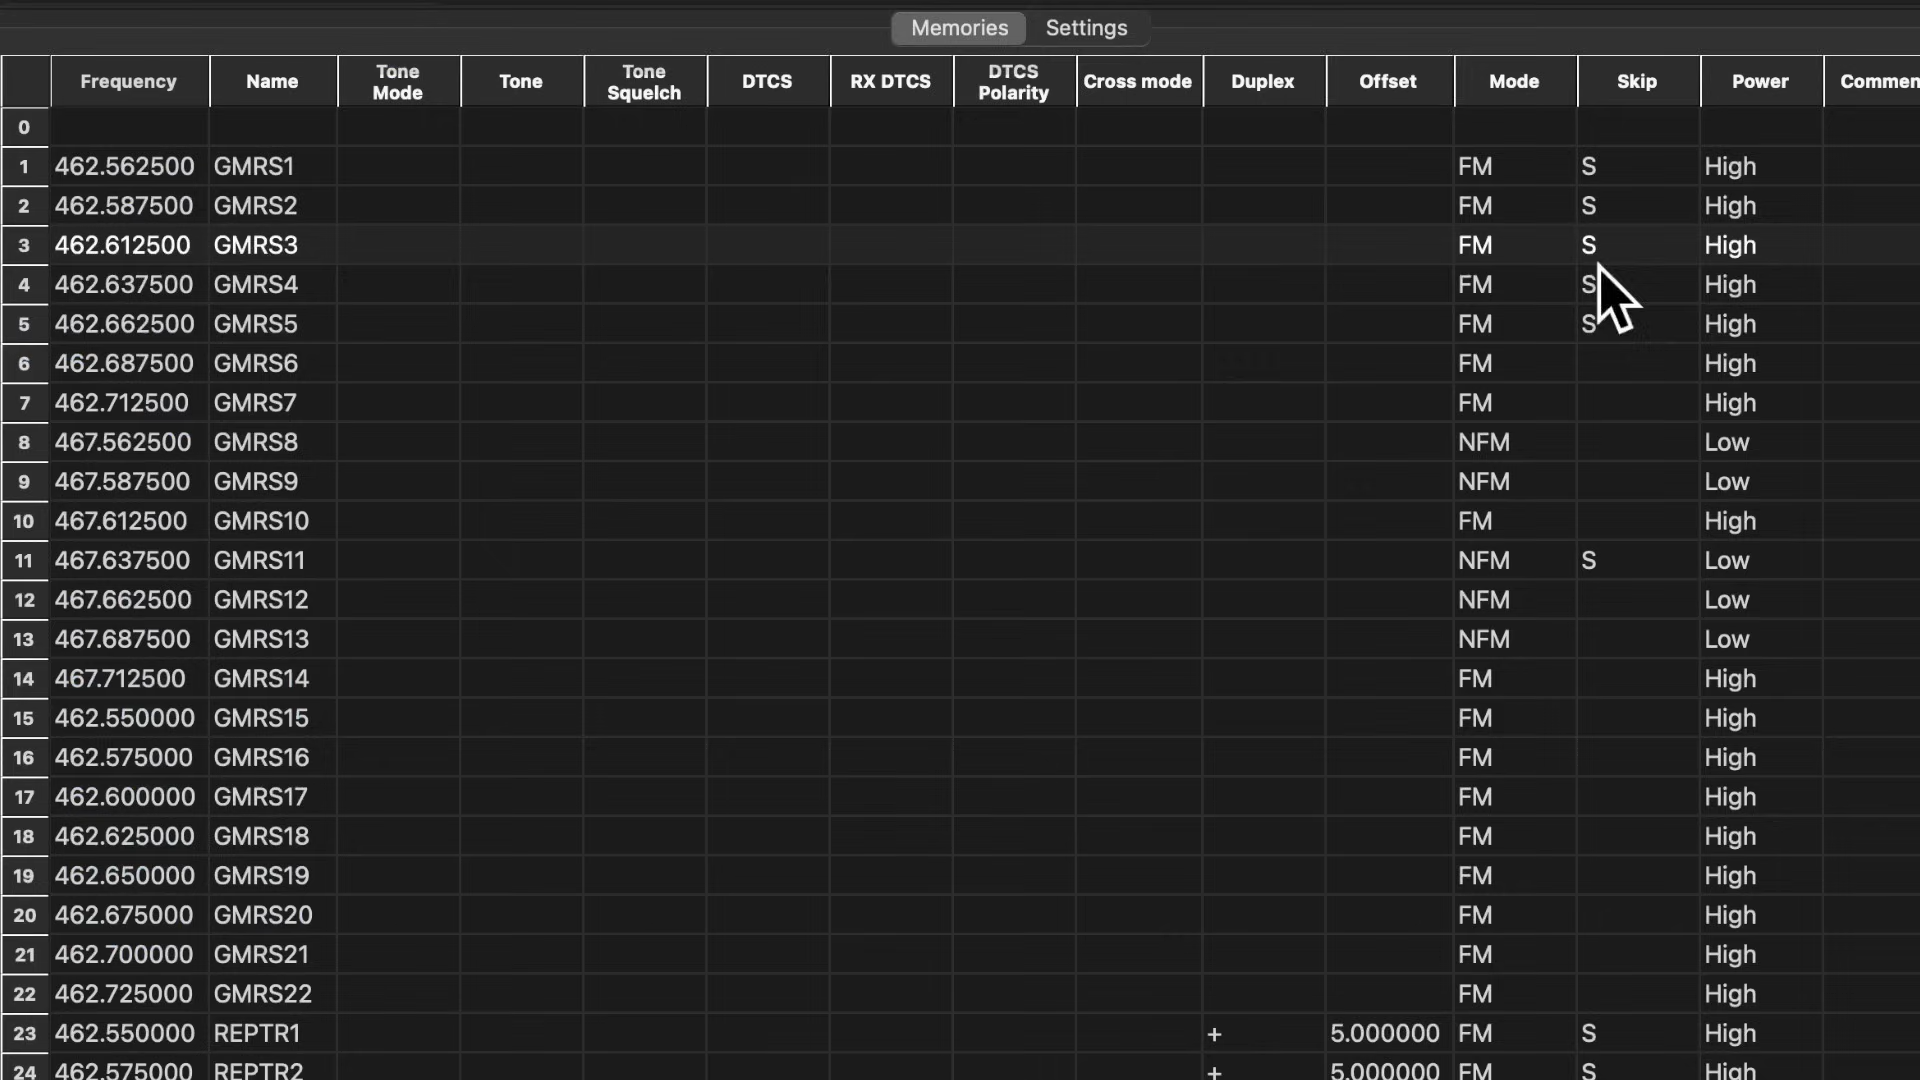 Memories Settings
Frequency Name Tone Mode Tone Tone Squelch DTCS RX DTCS DTCS Polarity Cross mode Duplex Offset Mode Skip Power Commen
0
1 462.562500 GMRS1 FM S High
2 462.587500 GMRS2 FM S High
3 462.612500 GMRS3 FM S High
4 462.637500 GMRS4 FM S High
5 462.662500 GMRS5 FM S High
6 462.687500 GMRS6 FM High
7 462.712500 GMRS7 FM High
8 467.562500 GMRS8 NFM Low
9 467.587500 GMRS9 NFM Low
10 467.612500 GMRS10 FM High
11 467.637500 GMRS11 NFM S Low
12 467.662500 GMRS12 NFM Low
13 467.687500 GMRS13 NFM Low
14 467.712500 GMRS14 FM High
15 462.550000 GMRS15 FM High
16 462.575000 GMRS16 FM High
17 462.600000 GMRS17 FM High
18 462.625000 GMRS18 FM High
19 462.650000 GMRS19 FM High
20 462.675000 GMRS20 FM High
21 462.700000 GMRS21 FM High
22 462.725000 GMRS22 FM High
23 462.550000 REPTR1 + 5.000000 FM S High
24 462.575000 REPTR2 + 5.000000 FM S High